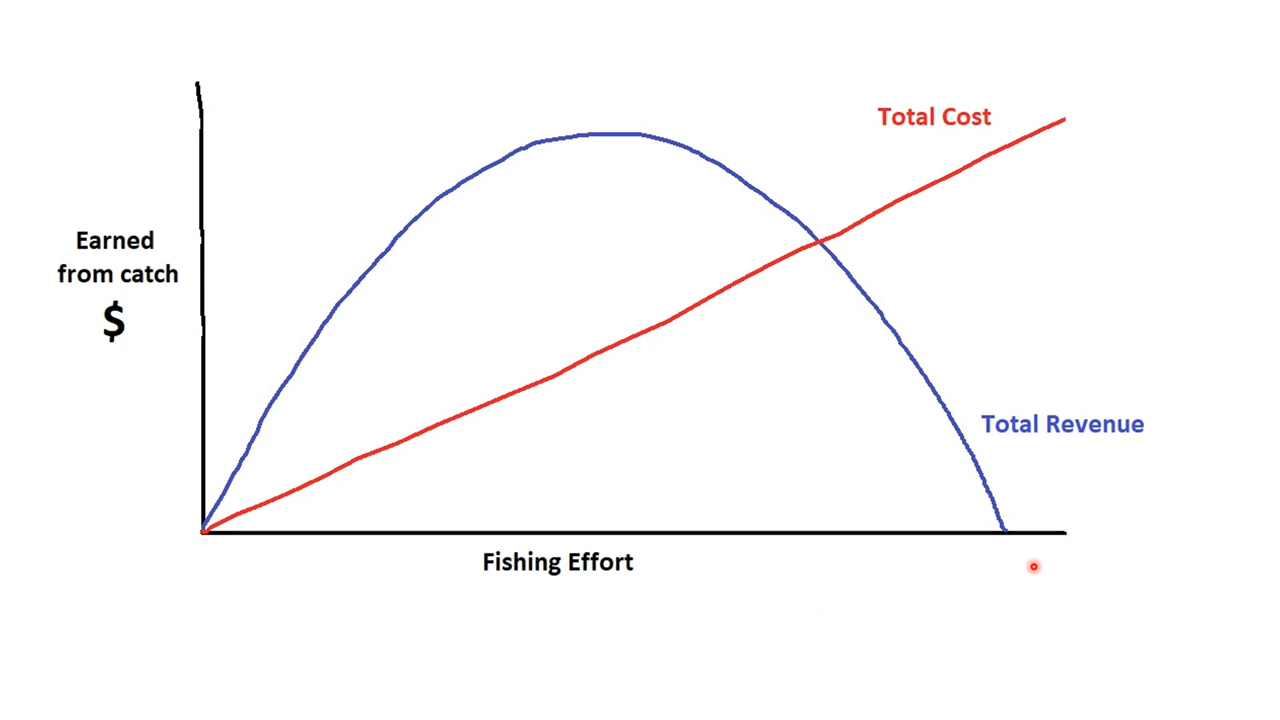 Total Cost
Earned
from catch
$
Total Revenue
Fishing Effort